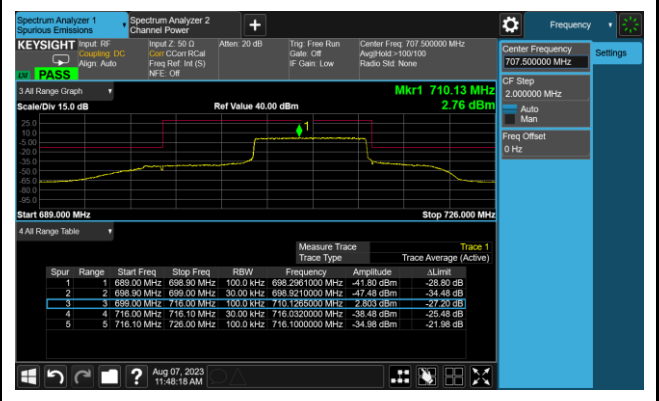 Spectrum Analyzer 1
Spurious Emissions
Spectrum Analyzer 2
Channel Power
Frequency
KEYSIGHT
Input: RF
Coupling: DC
Align: Auto
Input Z: 50 Ω
Corr CCorr RCal
Freq Ref: Int (S)
NFE: Off
Atten: 20 dB
Trig: Free Run
Gate: Off
IF Gain: Low
Center Freq: 707.500000 MHz
Avg|Hold:>100/100
Radio Std: None
PASS
Center Frequency
707.500000 MHz
Settings
CF Step
2.000000 MHz
Auto
Man
Freq Offset
0 Hz
3 All Range Graph
Mkr1 710.13 MHz
Scale/Div 15.0 dB
Ref Value 40.00 dBm
2.76 dBm
25.0
10.0
-5.00
-20.0
-35.0
-50.0
-65.0
-80.0
-95.0
1
Start 689.000 MHz
Stop 726.000 MHz
4 All Range Table
Measure Trace Trace 1
Trace Type Trace Average (Active)
Spur Range Start Freq Stop Freq RBW Frequency Amplitude ΔLimit
1 1 689.00 MHz 698.90 MHz 100.0 kHz 698.2961000 MHz -41.80 dBm -28.80 dB
2 2 698.90 MHz 699.00 MHz 30.00 kHz 698.9210000 MHz -47.48 dBm -34.48 dB
3 3 699.00 MHz 716.00 MHz 100.0 kHz 710.1265000 MHz 2.803 dBm -27.20 dB
4 4 716.00 MHz 716.10 MHz 30.00 kHz 716.0320000 MHz -38.48 dBm -25.48 dB
5 5 716.10 MHz 726.00 MHz 100.0 kHz 716.1000000 MHz -34.98 dBm -21.98 dB
?
Aug 07, 2023
11:48:18 AM